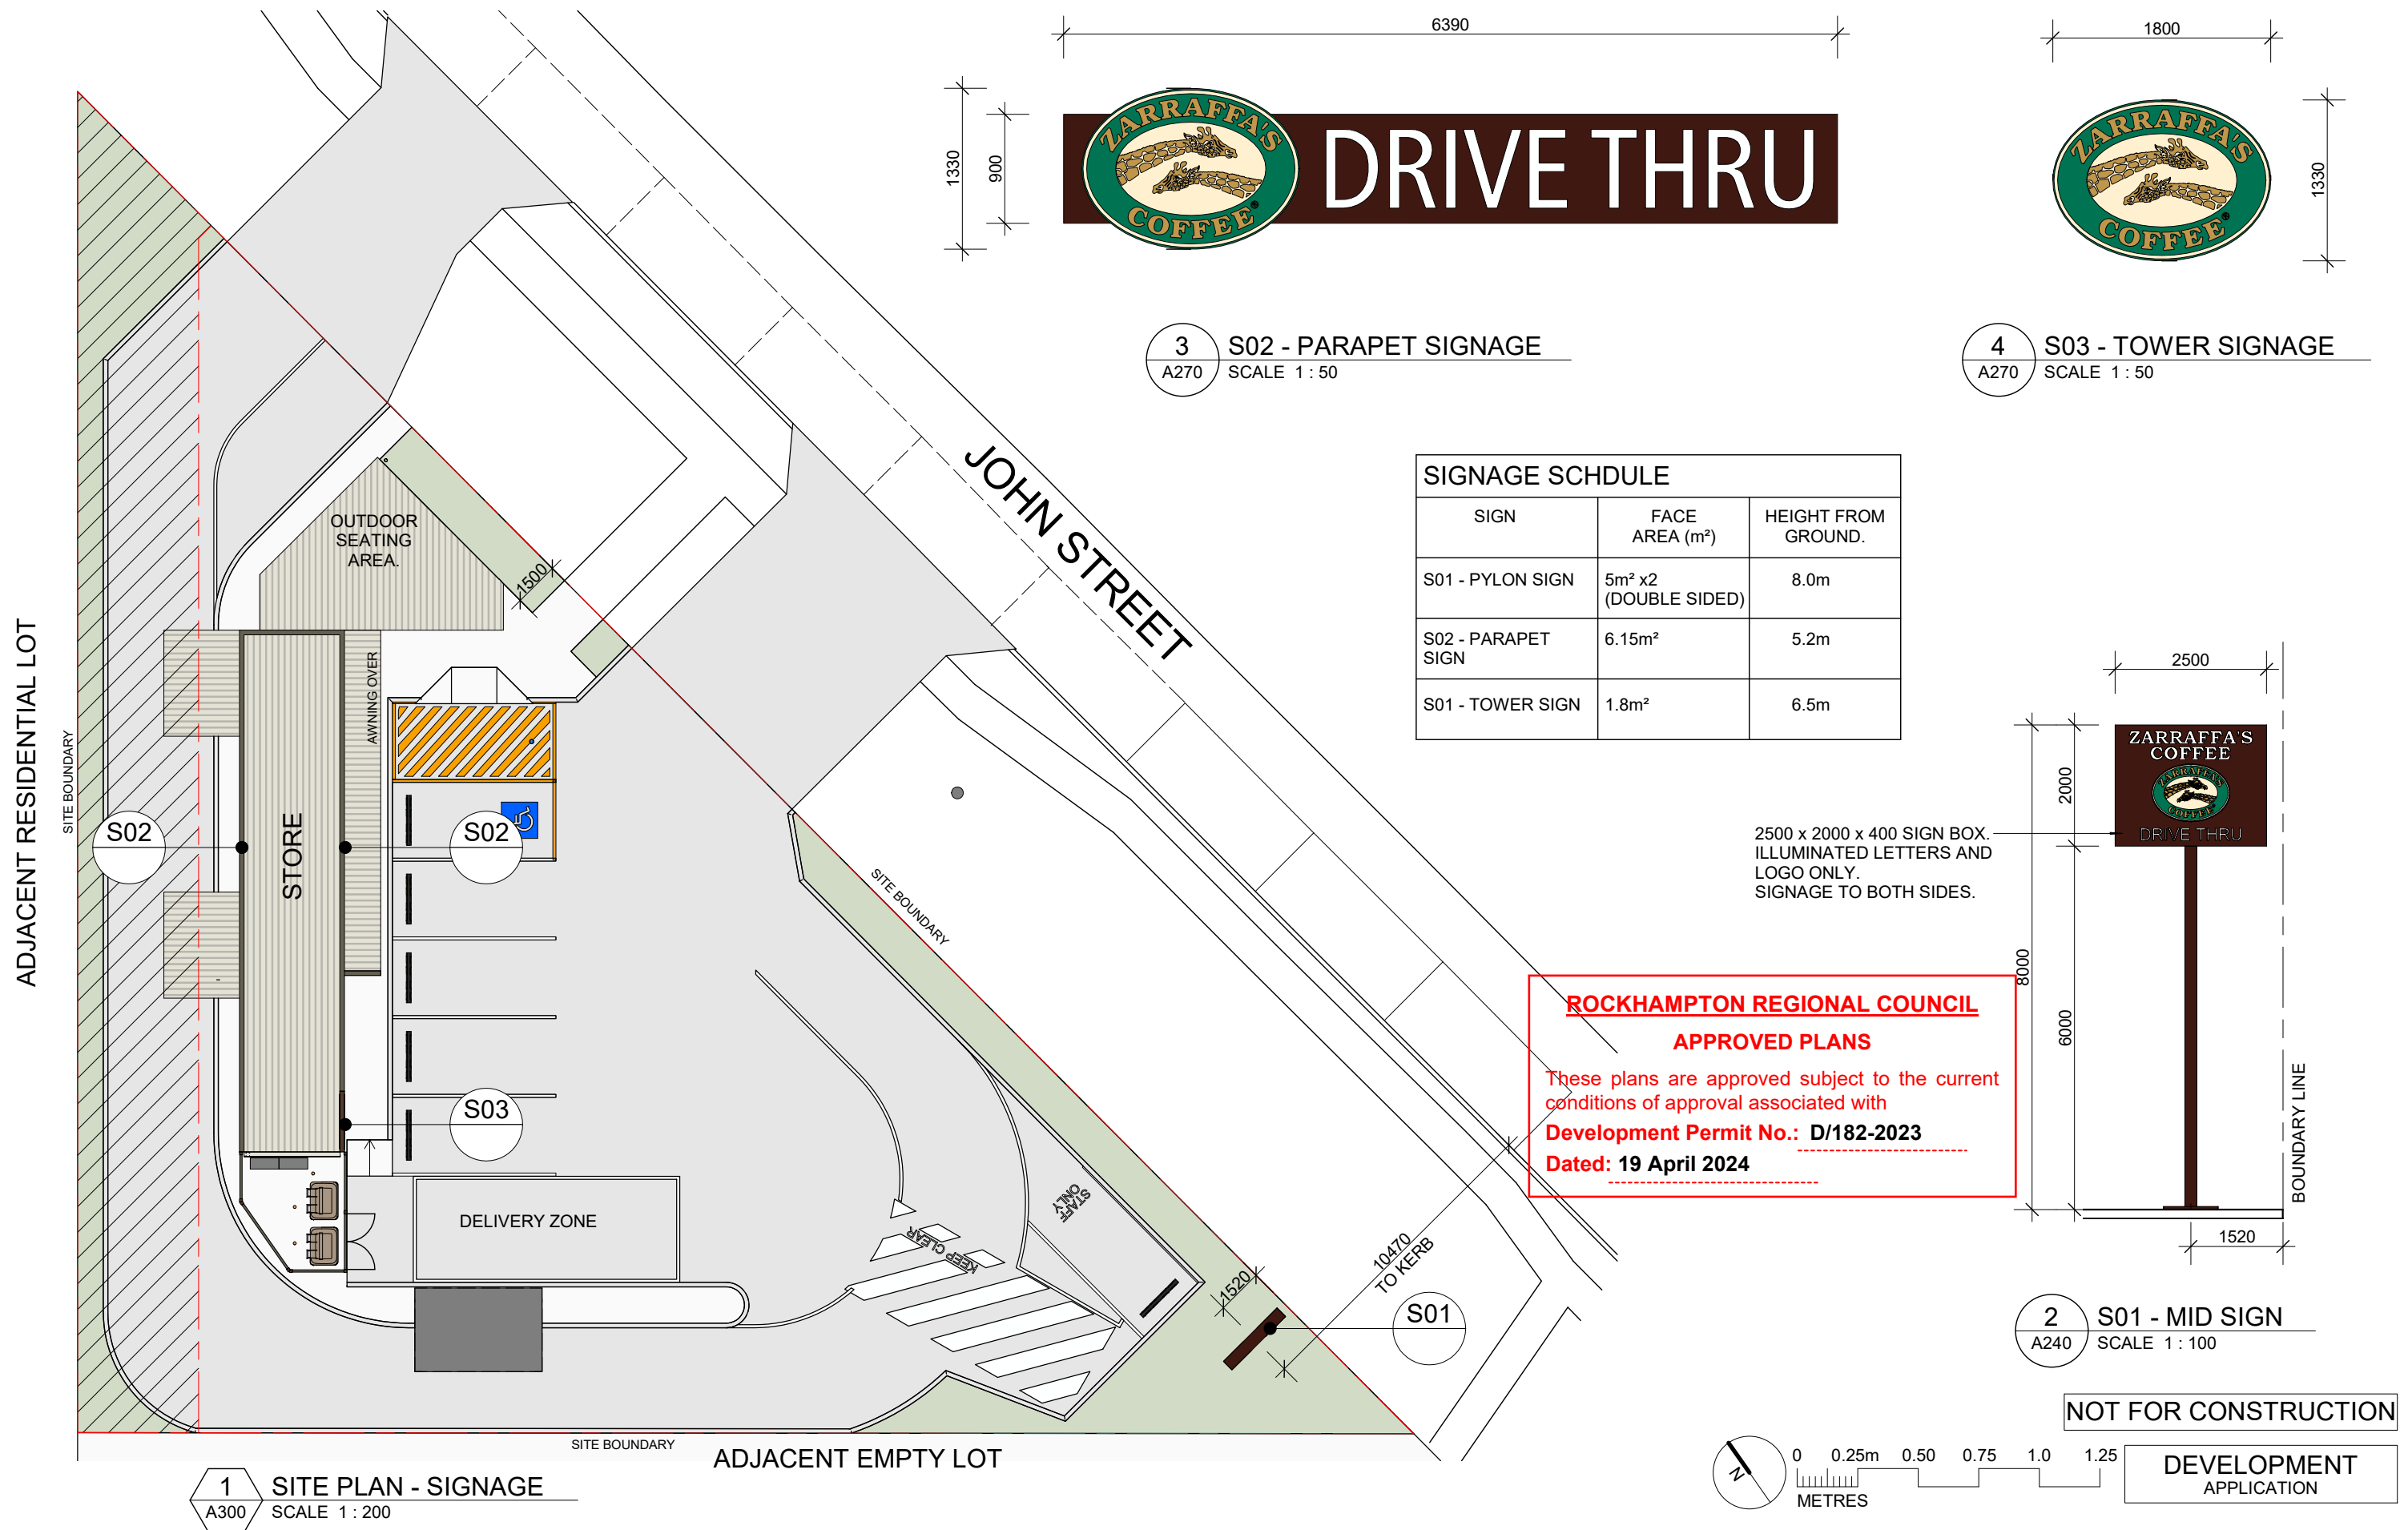 6390
1330
900
ZARRAFFA'S
COFFEE
DRIVE THRU
3
A270
S02 - PARAPET SIGNAGE
SCALE 1 : 50
1800
1330
ZARRAFFA'S
COFFEE
4
A270
S03 - TOWER SIGNAGE
SCALE 1 : 50
JOHN STREET
SIGNAGE SCHDULE
SIGN
FACE
AREA (m²)
HEIGHT FROM
GROUND.
S01 - PYLON SIGN
5m² x2
(DOUBLE SIDED)
8.0m
S02 - PARAPET
SIGN
6.15m²
5.2m
S01 - TOWER SIGN
1.8m²
6.5m
OUTDOOR
SEATING
AREA.
1500
ADJACENT RESIDENTIAL LOT
SITE BOUNDARY
AWNING OVER
STORE
S02
S02
S03
SITE BOUNDARY
DELIVERY ZONE
STAFF
ONLY
KEEP CLEAR
1520
10470
TO KERB
S01
SITE BOUNDARY
ADJACENT EMPTY LOT
1
A300
SITE PLAN - SIGNAGE
SCALE 1 : 200
2500
2000
8000
6000
ZARRAFFA'S
COFFEE
ZARRAFFA'S
COFFEE
DRIVE THRU
2500 x 2000 x 400 SIGN BOX.
ILLUMINATED LETTERS AND
LOGO ONLY.
SIGNAGE TO BOTH SIDES.
BOUNDARY LINE
1520
2
A240
S01 - MID SIGN
SCALE 1 : 100
ROCKHAMPTON REGIONAL COUNCIL
APPROVED PLANS
These plans are approved subject to the current
conditions of approval associated with
Development Permit No.: D/182-2023
Dated: 19 April 2024
NOT FOR CONSTRUCTION
N
0 0.25m 0.50 0.75 1.0 1.25
METRES
DEVELOPMENT
APPLICATION